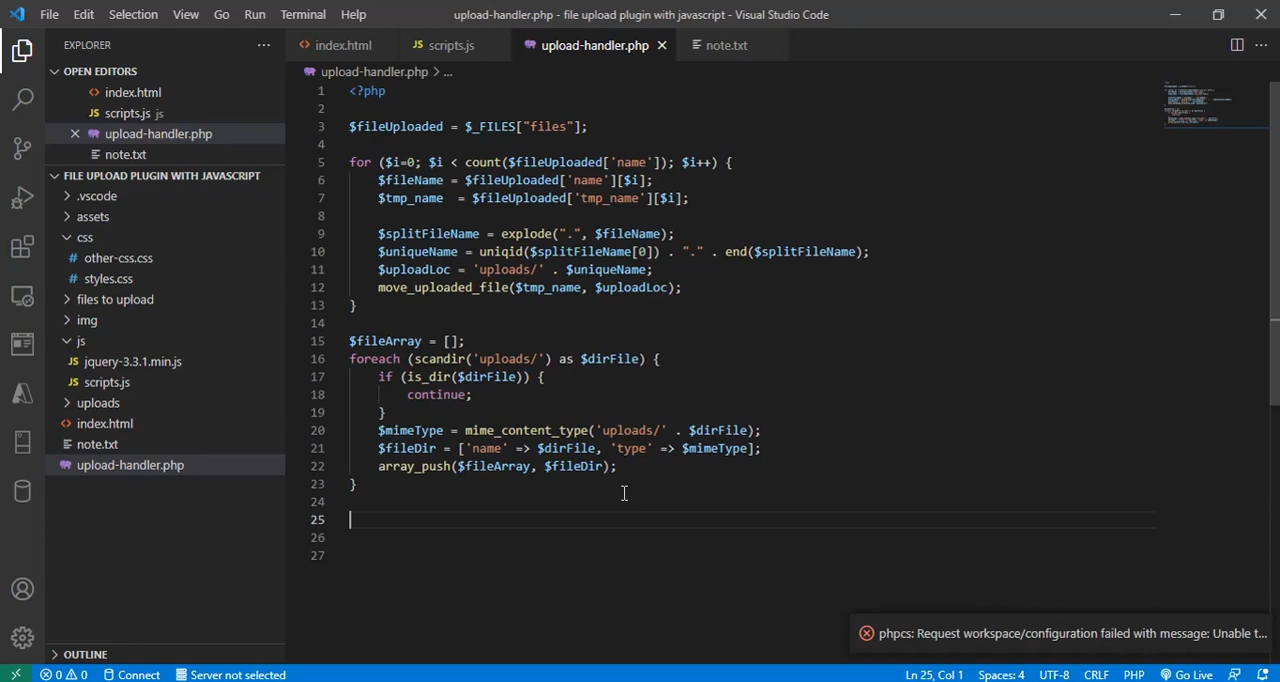 File Edit Selection View Go Run Terminal Help
upload-handler.php - file upload plugin with javascript - Visual Studio Code
EXPLORER
OPEN EDITORS
index.html
scripts.js js
upload-handler.php
note.txt
FILE UPLOAD PLUGIN WITH JAVASCRIPT
.vscode
assets
css
# other-css.css
# styles.css
files to upload
img
js
JS jquery-3.3.1.min.js
JS scripts.js
uploads
index.html
note.txt
upload-handler.php
OUTLINE
index.html JS scripts.js upload-handler.php note.txt
upload-handler.php > ...
1 <?php
2
3 $fileUploaded = $_FILES["files"];
4
5 for ($i=0; $i < count($fileUploaded['name']); $i++) {
6 $fileName = $fileUploaded['name'][$i];
7 $tmp_name  = $fileUploaded['tmp_name'][$i];
8
9 $splitFileName = explode(".", $fileName);
10 $uniqueName = uniqid($splitFileName[0]) . "." . end($splitFileName);
11 $uploadLoc = 'uploads/' . $uniqueName;
12 move_uploaded_file($tmp_name, $uploadLoc);
13 }
14
15 $fileArray = [];
16 foreach (scandir('uploads/') as $dirFile) {
17 if (is_dir($dirFile)) {
18 continue;
19 }
20 $mimeType = mime_content_type('uploads/' . $dirFile);
21 $fileDir = ['name' => $dirFile, 'type' => $mimeType];
22 array_push($fileArray, $fileDir);
23 }
24
25
26
27
phpcs: Request workspace/configuration failed with message: Unable t...
0 0 Connect Server not selected Ln 25, Col 1 Spaces: 4 UTF-8 CRLF PHP Go Live